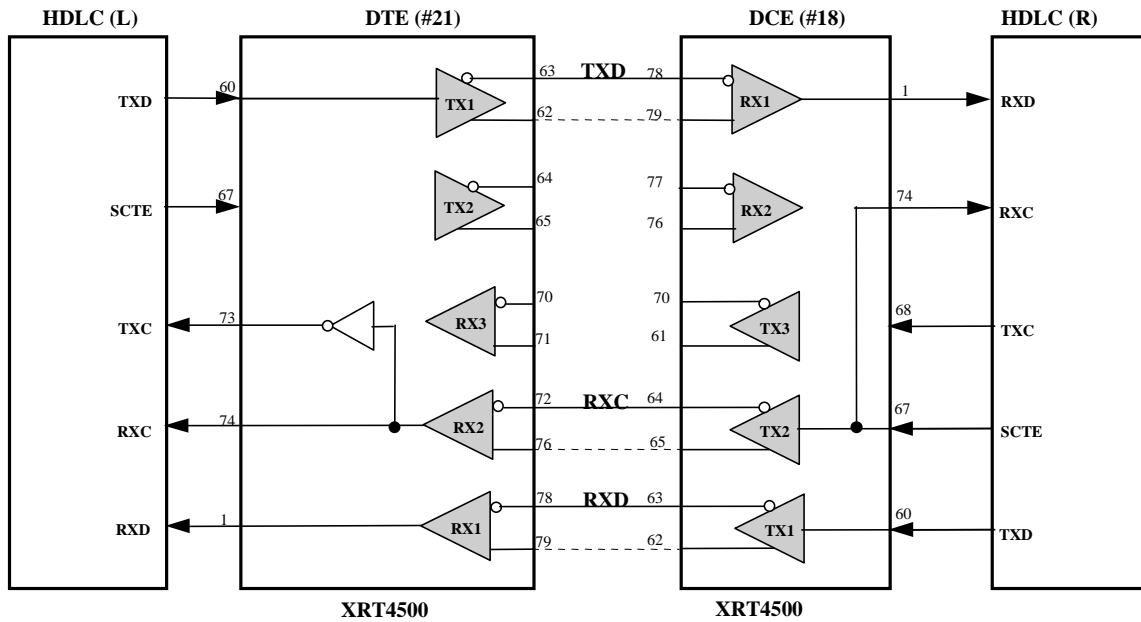 HDLC (L) DTE (#21) DCE (#18) HDLC (R)
63 TXD 78
TXD 60 TX1 RX1 1 RXD
62 79
64 77
SCTE 67 TX2 RX2 74 RXC
65 76
70 70
TXC 73 RX3 TX3 68 TXC
71 61
72 RXC 64
RXC 74 RX2 TX2 67 SCTE
76 65
78 RXD 63
RXD 1 RX1 TX1 60 TXD
79 62
XRT4500 XRT4500